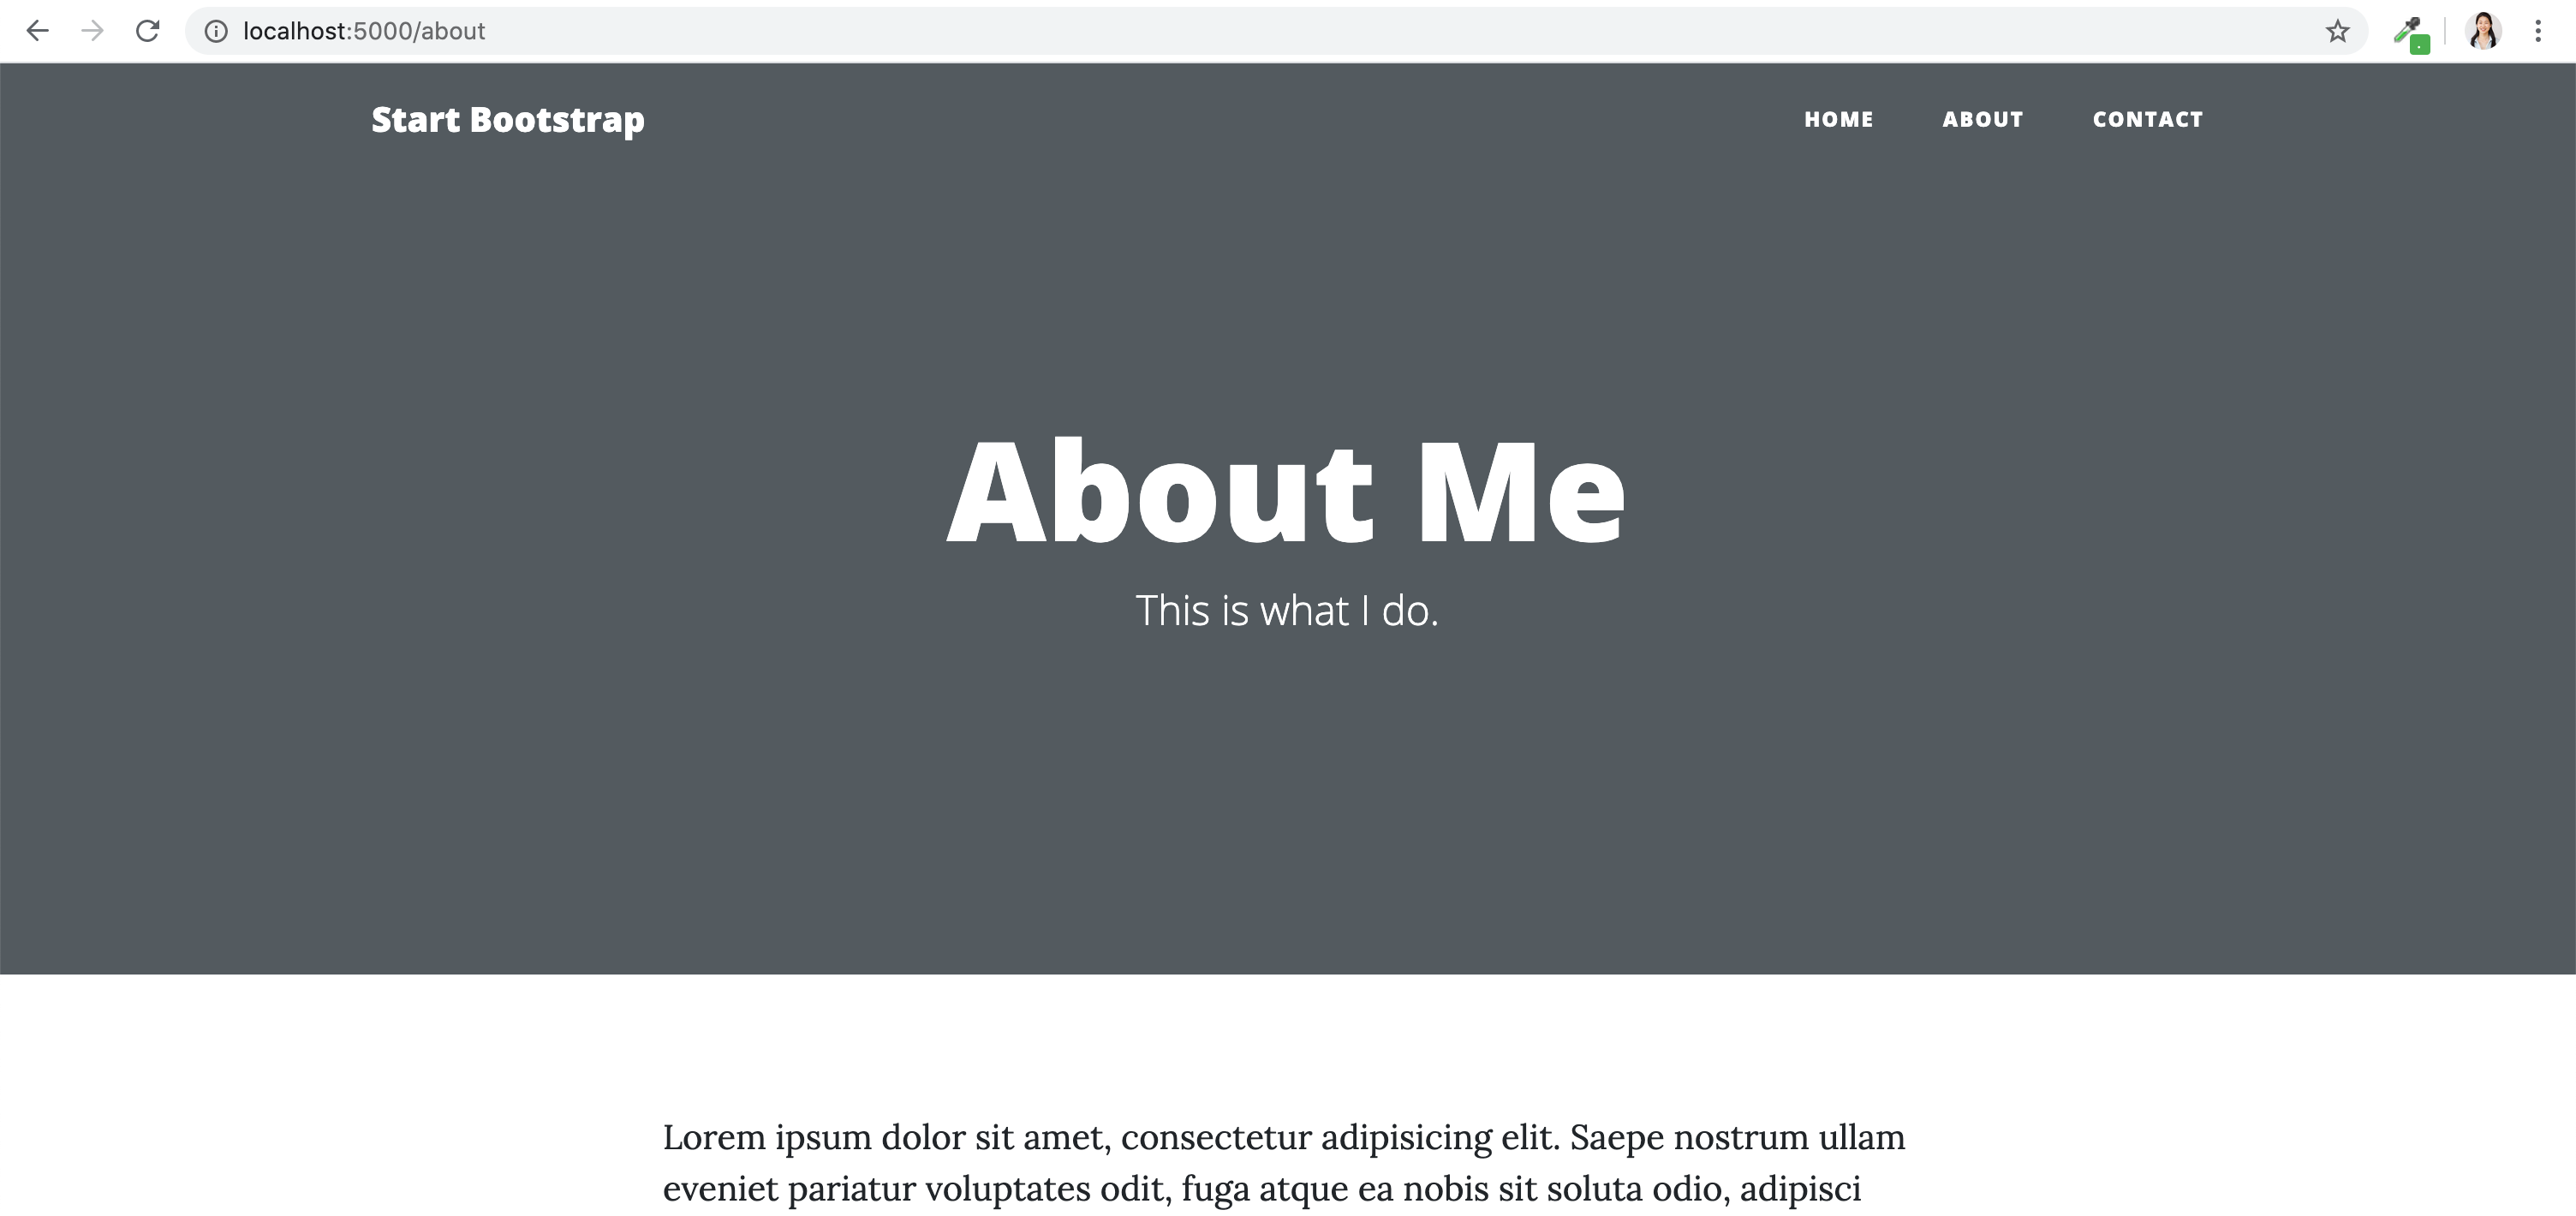 localhost:5000/about
Start Bootstrap
HOME ABOUT CONTACT
About Me
This is what I do.
Lorem ipsum dolor sit amet, consectetur adipisicing elit. Saepe nostrum ullam
eveniet pariatur voluptates odit, fuga atque ea nobis sit soluta odio, adipisci